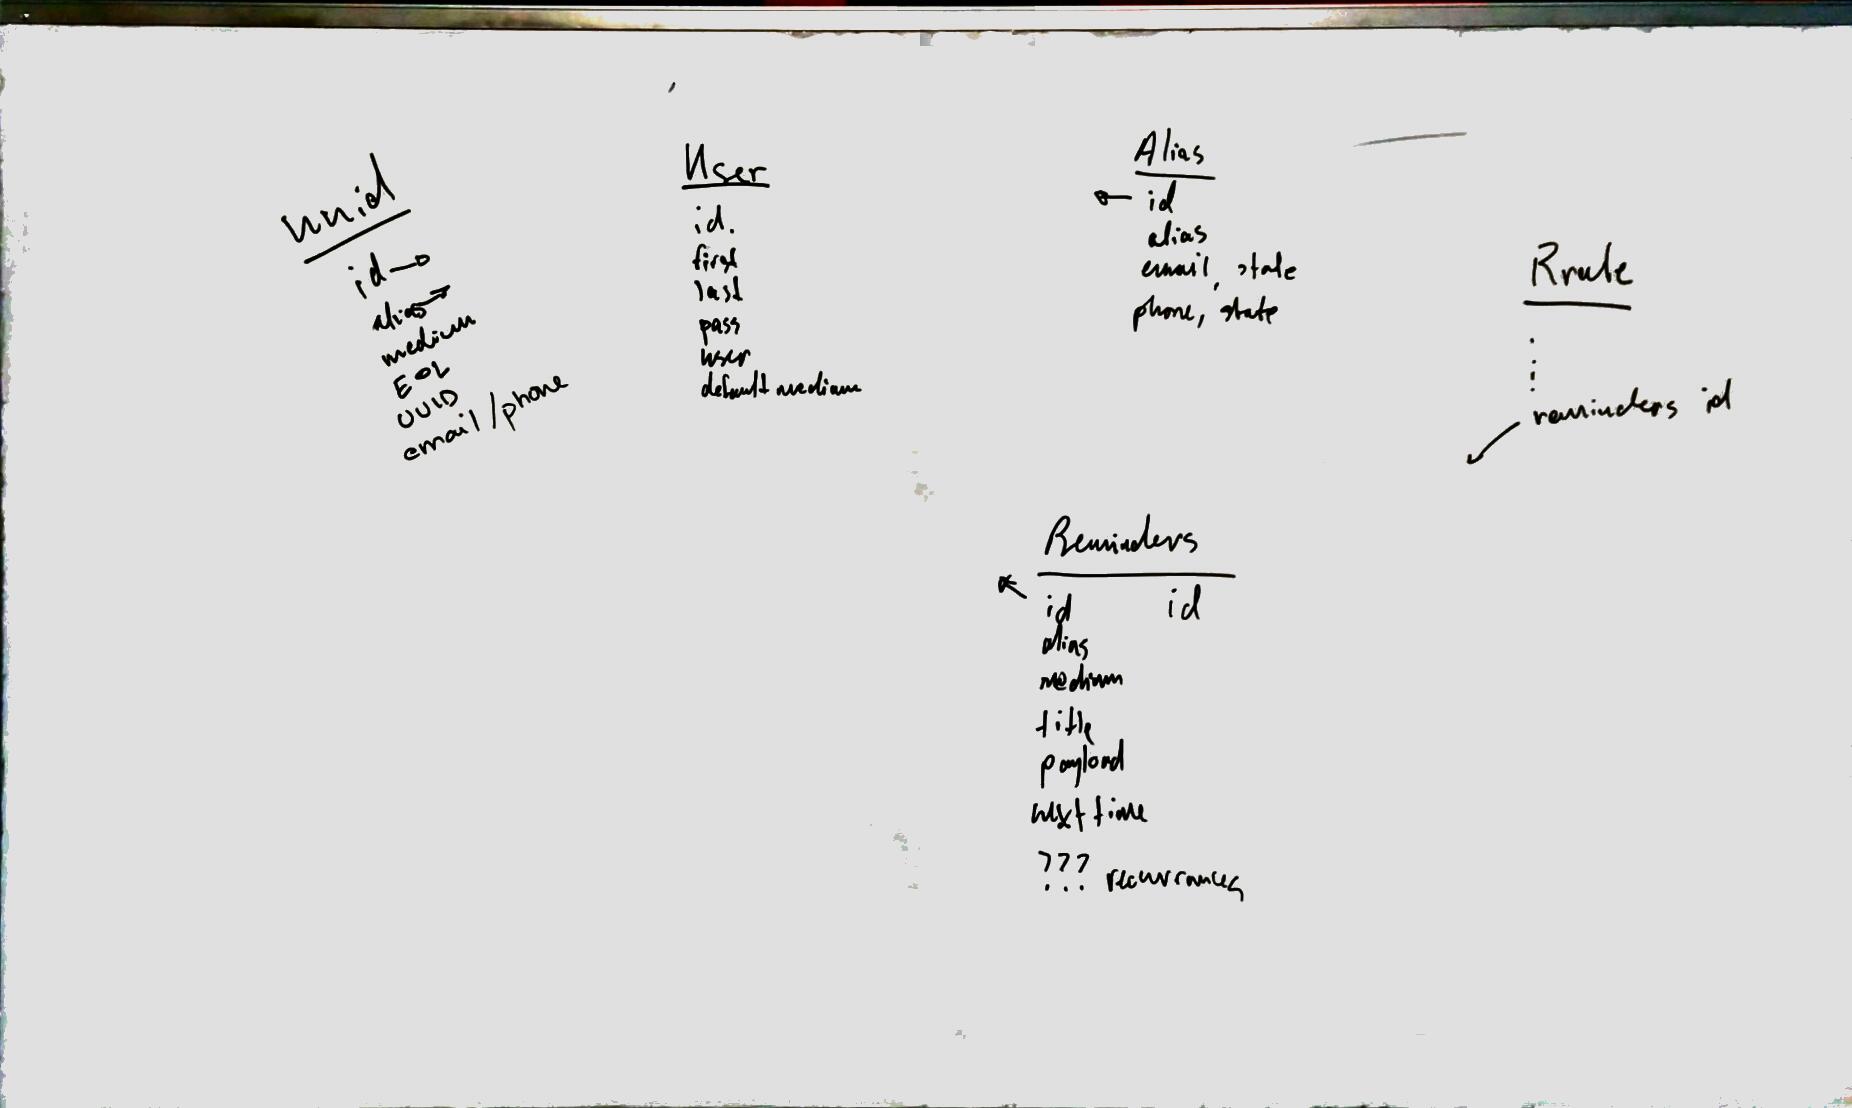 uuid
id
alias
medium
EOL
UUID
email/phone
User
id.
first
last
pass
user
default medium
Alias
id
alias
email, state
phone, state
Rrule
reminders id
Reminders
id id
alias
medium
title
payload
next time
??? recurrances